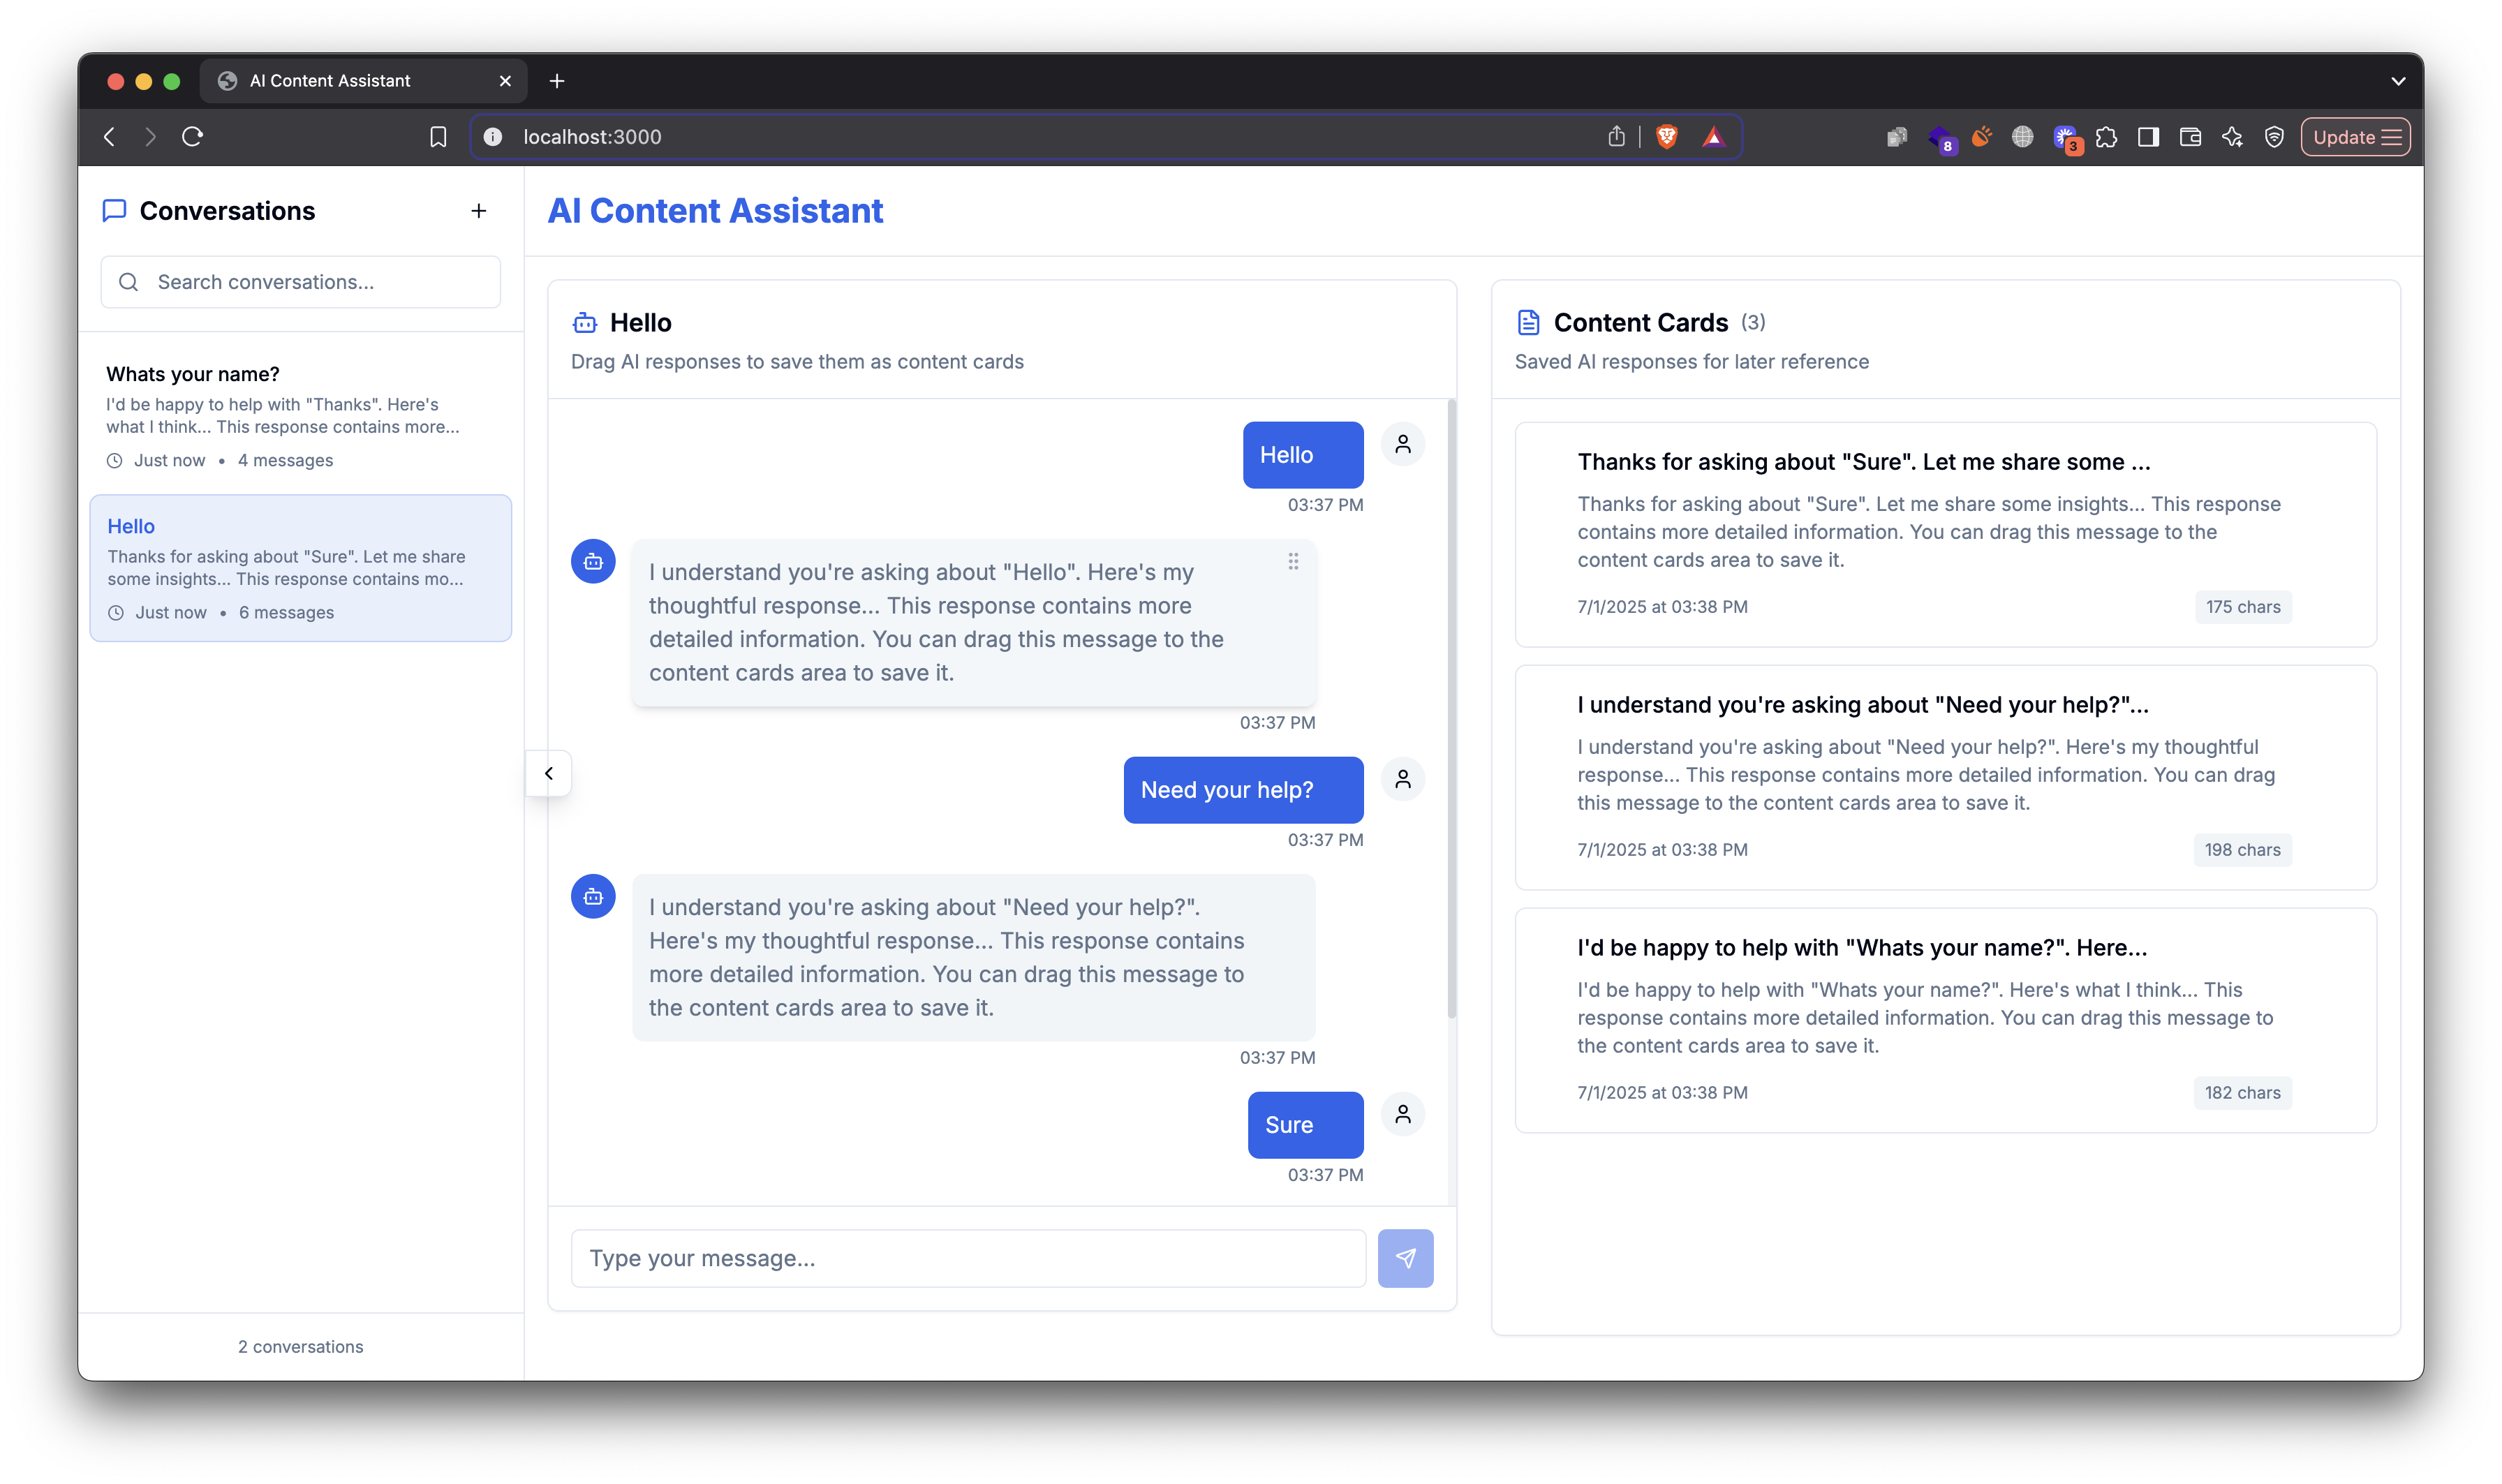 AI Content Assistant
localhost:3000
8
3
Update
Conversations
Search conversations...
Whats your name?
I'd be happy to help with "Thanks". Here's
what I think... This response contains more...
Just now • 4 messages
Hello
Thanks for asking about "Sure". Let me share
some insights... This response contains mo...
Just now • 6 messages
2 conversations
AI Content Assistant
Hello
Drag AI responses to save them as content cards
Hello
03:37 PM
I understand you're asking about "Hello". Here's my
thoughtful response... This response contains more
detailed information. You can drag this message to the
content cards area to save it.
03:37 PM
Need your help?
03:37 PM
I understand you're asking about "Need your help?".
Here's my thoughtful response... This response contains
more detailed information. You can drag this message to
the content cards area to save it.
03:37 PM
Sure
03:37 PM
Type your message...
Content Cards (3)
Saved AI responses for later reference
Thanks for asking about "Sure". Let me share some ...
Thanks for asking about "Sure". Let me share some insights... This response
contains more detailed information. You can drag this message to the
content cards area to save it.
7/1/2025 at 03:38 PM
175 chars
I understand you're asking about "Need your help?"...
I understand you're asking about "Need your help?". Here's my thoughtful
response... This response contains more detailed information. You can drag
this message to the content cards area to save it.
7/1/2025 at 03:38 PM
198 chars
I'd be happy to help with "Whats your name?". Here...
I'd be happy to help with "Whats your name?". Here's what I think... This
response contains more detailed information. You can drag this message to
the content cards area to save it.
7/1/2025 at 03:38 PM
182 chars